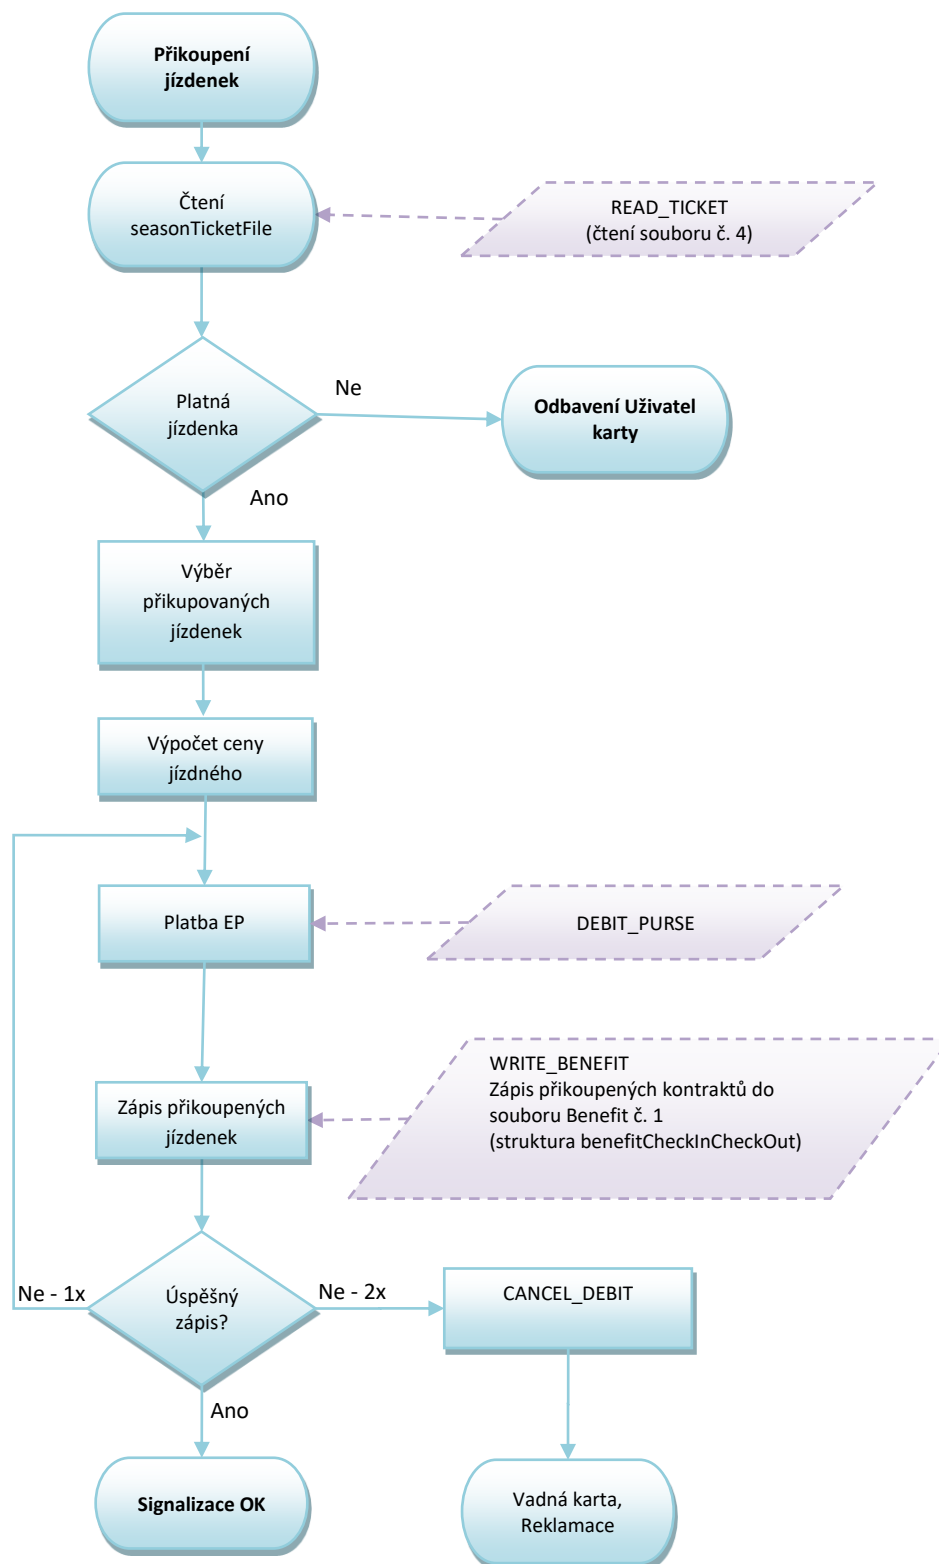 Přikoupení
jízdenek
Čtení
seasonTicketFile
READ_TICKET
(čtení souboru č. 4)
Platná
jízdenka
Ne
Odbavení Uživatel
karty
Ano
Výběr
přikupovaných
jízdenek
Výpočet ceny
jízdného
Platba EP
DEBIT_PURSE
Zápis přikoupených
jízdenek
WRITE_BENEFIT
Zápis přikoupených kontraktů do
souboru Benefit č. 1
(struktura benefitCheckInCheckOut)
Ne - 1x
Úspěšný
zápis?
Ne - 2x
CANCEL_DEBIT
Ano
Signalizace OK
Vadná karta,
Reklamace